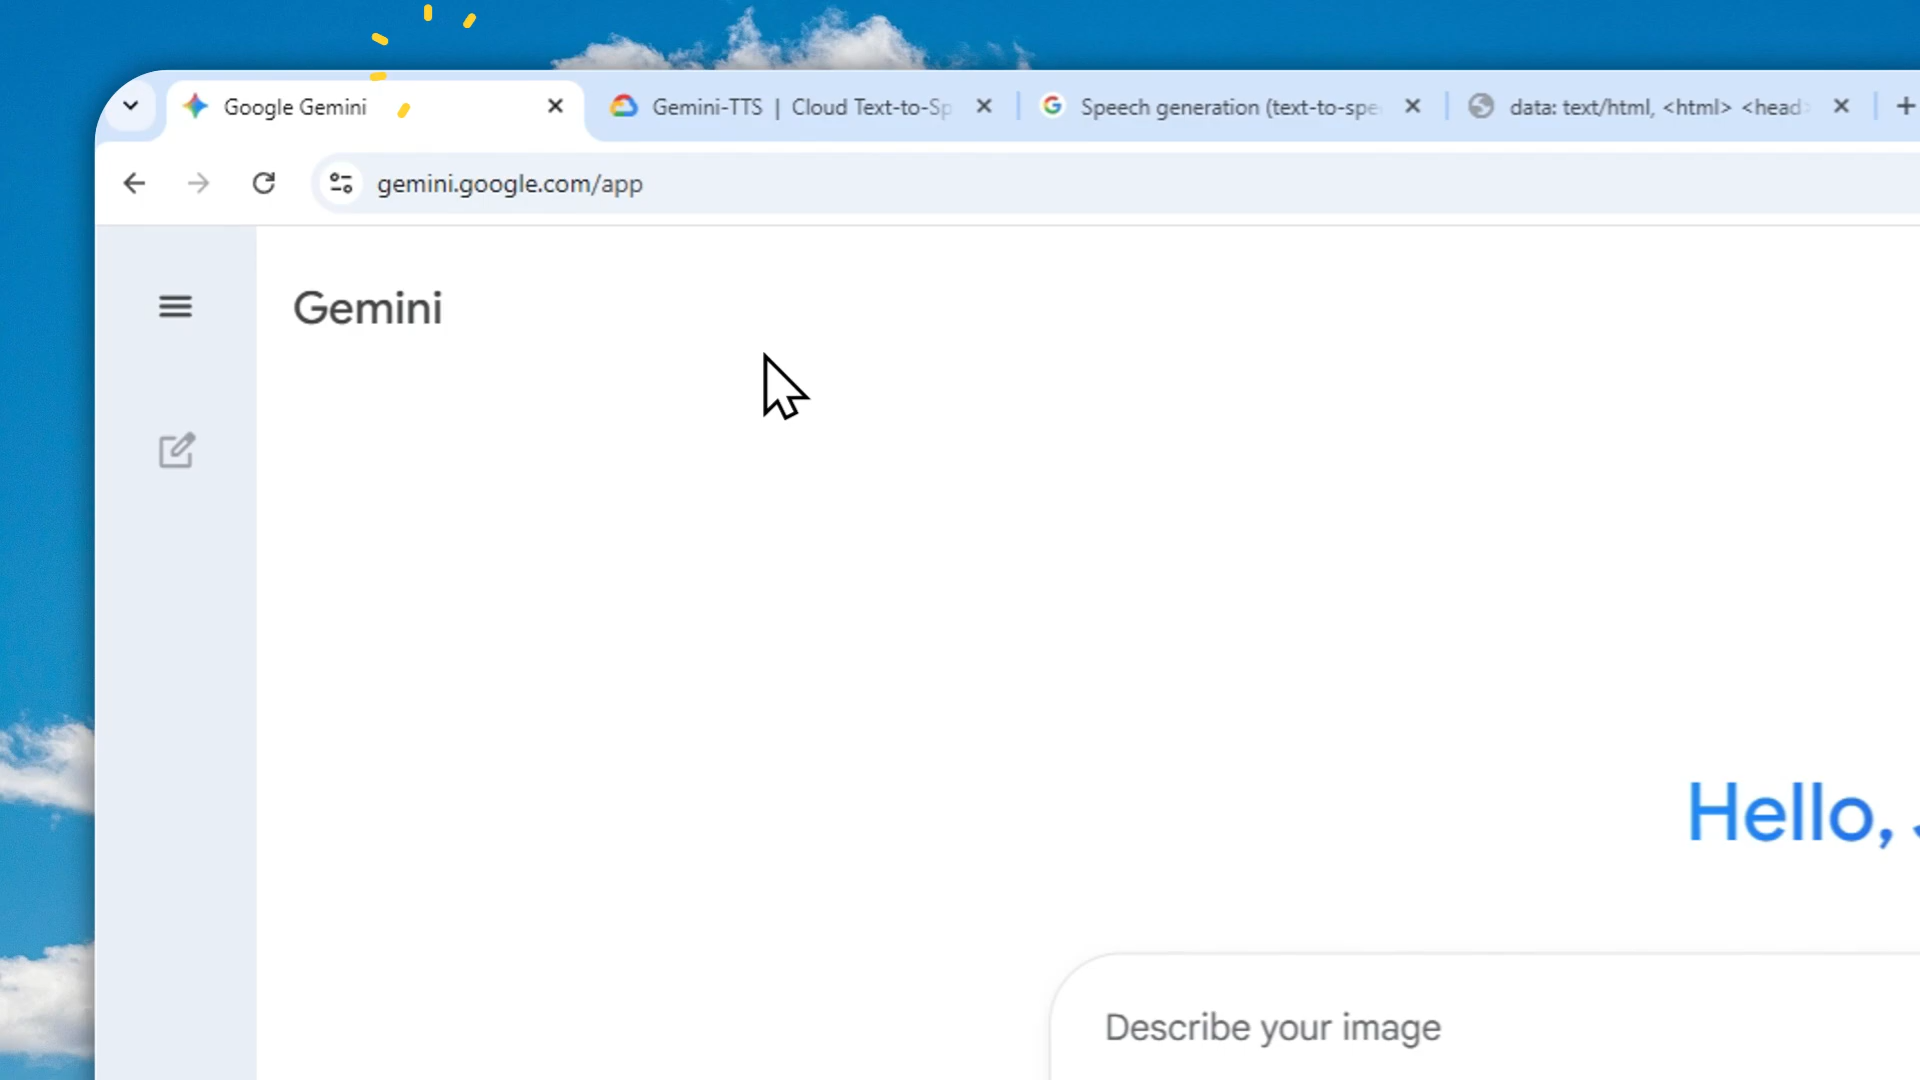 Google Gemini
Gemini-TTS | Cloud Text-to-Sp
Speech generation (text-to-spe
data: text/html, <html> <head>
gemini.google.com/app
Gemini
Hello,
Describe your image